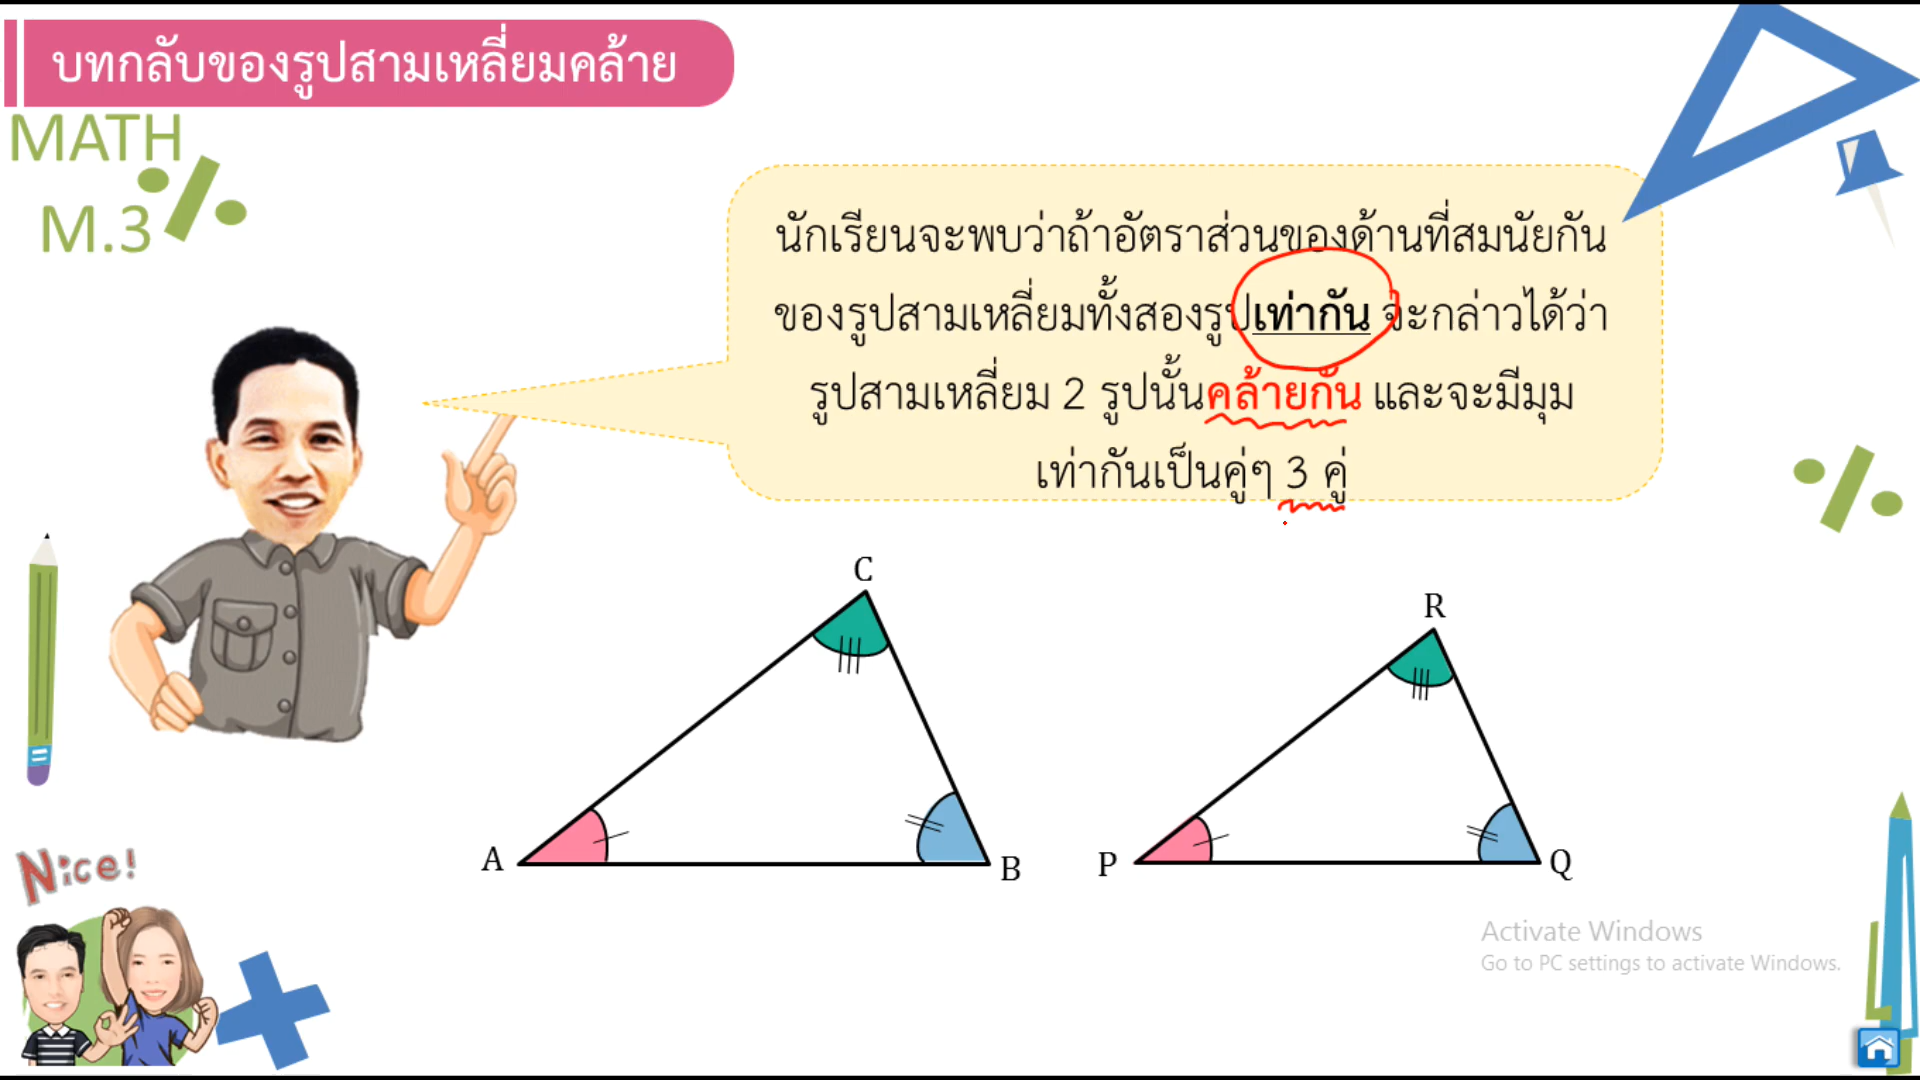 บทกลับของรูปสามเหลี่ยมคล้าย
MATH
M.3
นักเรียนจะพบว่าถ้าอัตราส่วนของด้านที่สมนัยกัน
ของรูปสามเหลี่ยมทั้งสองรูปเท่ากัน จะกล่าวได้ว่า
รูปสามเหลี่ยม 2 รูปนั้นคล้ายกัน และจะมีมุม
เท่ากันเป็นคู่ๆ 3 คู่
C
R
A
B
P
Q
Nice!
Activate Windows
Go to PC settings to activate Windows.